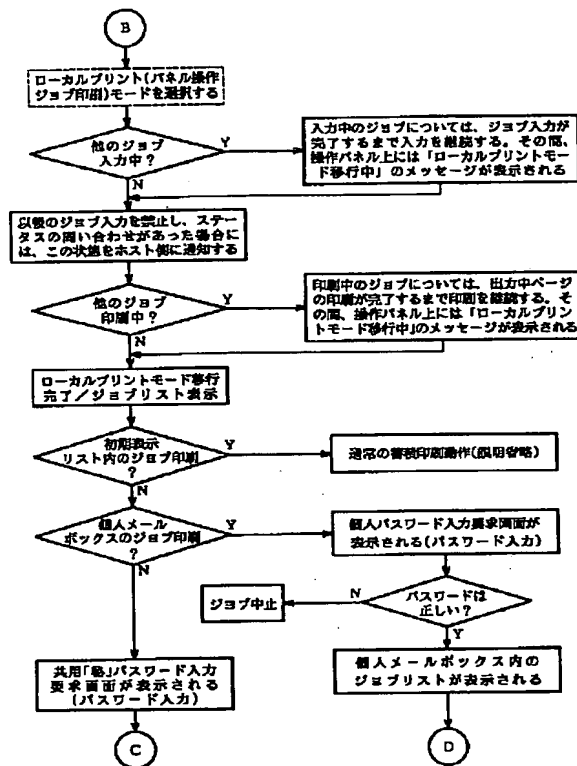 B
ローカルプリント(パネル操作
ジョブ印刷)モードを選択する
他のジョブ
入力中?
Y
N
入力中のジョブについては、ジョブ入力が
完了するまで入力を継続する。その間、
操作パネル上には「ローカルプリントモー
ド移行中」のメッセージが表示される
以後のジョブ入力を禁止し、ステー
タスの問い合わせがあった場合に
は、この状態をホスト側に通知する
他のジョブ
印刷中?
Y
N
印刷中のジョブについては、出力中ページ
の印刷が完了するまで印刷を継続する。そ
の間、操作パネル上には「ローカルプリン
トモード移行中」のメッセージが表示される
ローカルプリントモード移行
完了/ジョブリスト表示
初期表示
リスト内のジョブ印刷
?
Y
N
通常の蓄積印刷動作(説明省略)
個人メール
ボックスのジョブ印刷
?
Y
N
個人パスワード入力要求画面が
表示される(パスワード入力)
パスワードは
正しい?
N
Y
ジョブ中止
個人メールボックス内の
ジョブリストが表示される
共用「秘」パスワード入力
要求画面が表示される
(パスワード入力)
C
D